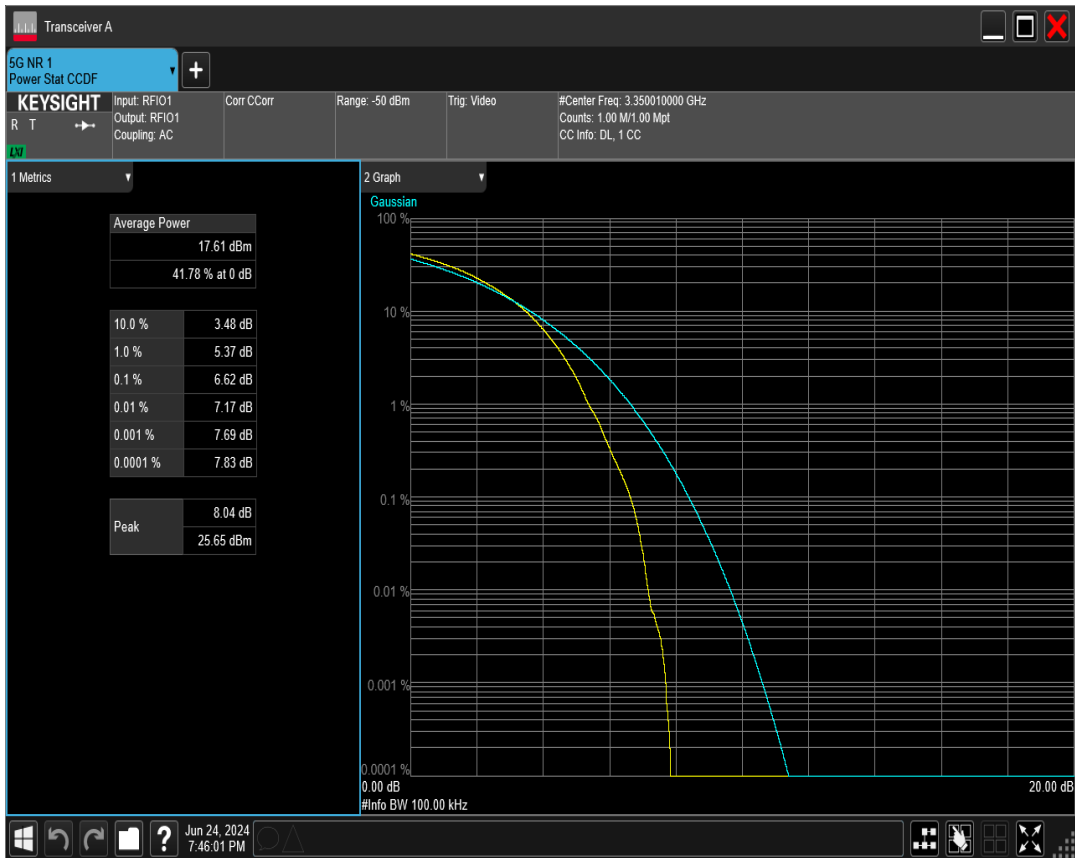 Transceiver A
5G NR 1
Power Stat CCDF
+
KEYSIGHT
R T
LXI
Input: RFIO1
Output: RFIO1
Coupling: AC
Corr CCorr
Range: -50 dBm
Trig: Video
#Center Freq: 3.350010000 GHz
Counts: 1.00 M/1.00 Mpt
CC Info: DL, 1 CC
1 Metrics
Average Power
17.61 dBm
41.78 % at 0 dB
10.0 % 3.48 dB
1.0 % 5.37 dB
0.1 % 6.62 dB
0.01 % 7.17 dB
0.001 % 7.69 dB
0.0001 % 7.83 dB
Peak 8.04 dB
25.65 dBm
2 Graph
Gaussian
100 %
10 %
1 %
0.1 %
0.01 %
0.001 %
0.0001 %
0.00 dB 20.00 dB
#Info BW 100.00 kHz
?
Jun 24, 2024
7:46:01 PM